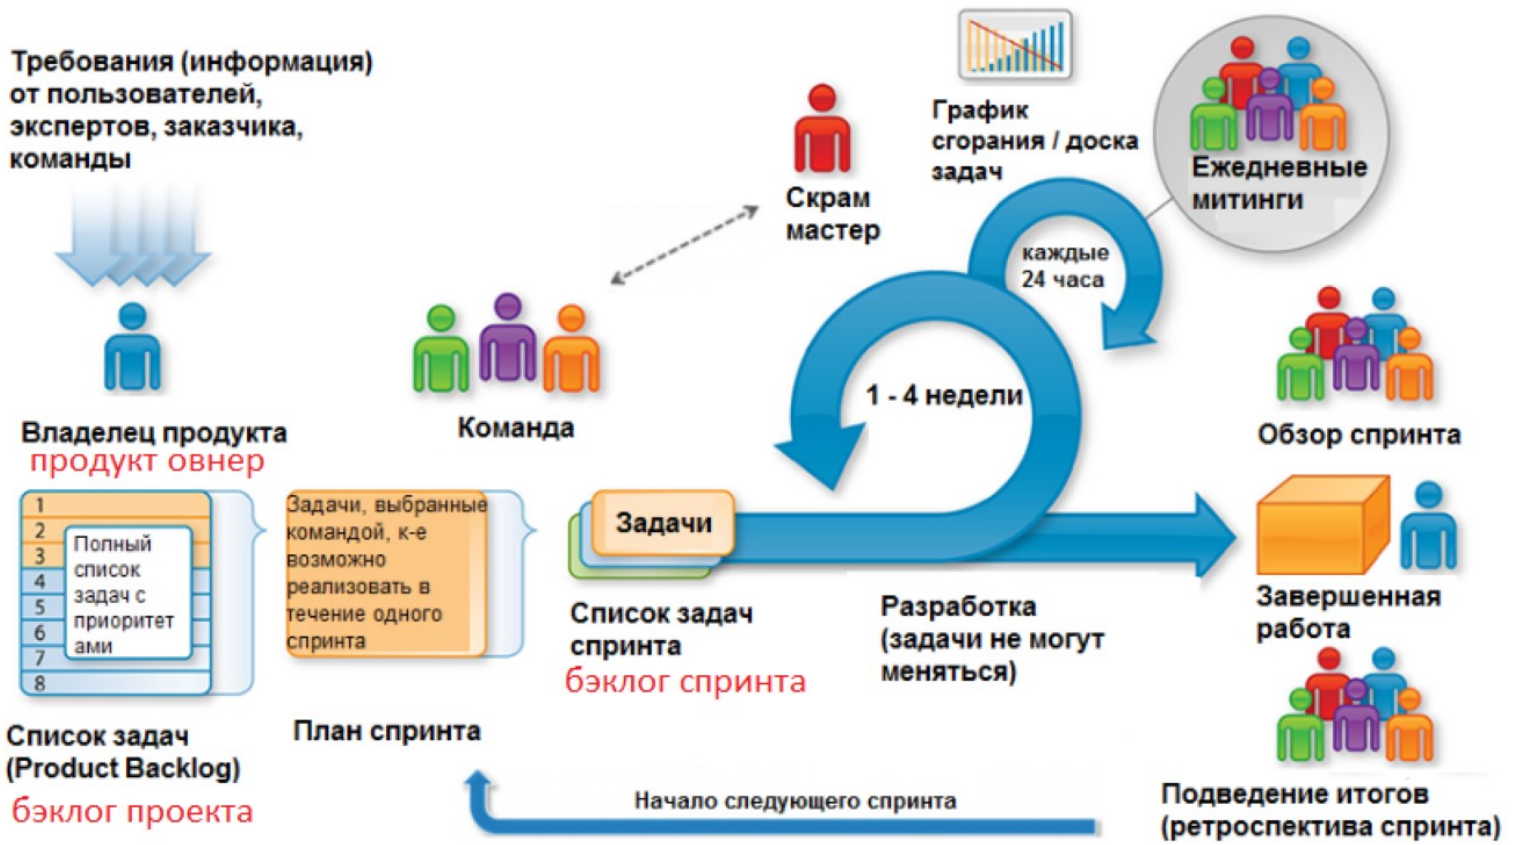 Требования (информация)
от пользователей,
экспертов, заказчика,
команды
Владелец продукта
продукт овнер
1
2
3
4
5
6
7
8
Полный
список
задач с
приоритет
ами
Список задач
(Product Backlog)
бэклог проекта
Задачи, выбранные
командой, к-е
возможно
реализовать в
течение одного
спринта
План спринта
Команда
Скрам
мастер
График
сгорания / доска
задач
Ежедневные
митинги
каждые
24 часа
1 - 4 недели
Задачи
Список задач
спринта
бэклог спринта
Разработка
(задачи не могут
меняться)
Обзор спринта
Завершенная
работа
Подведение итогов
(ретроспектива спринта)
Начало следующего спринта